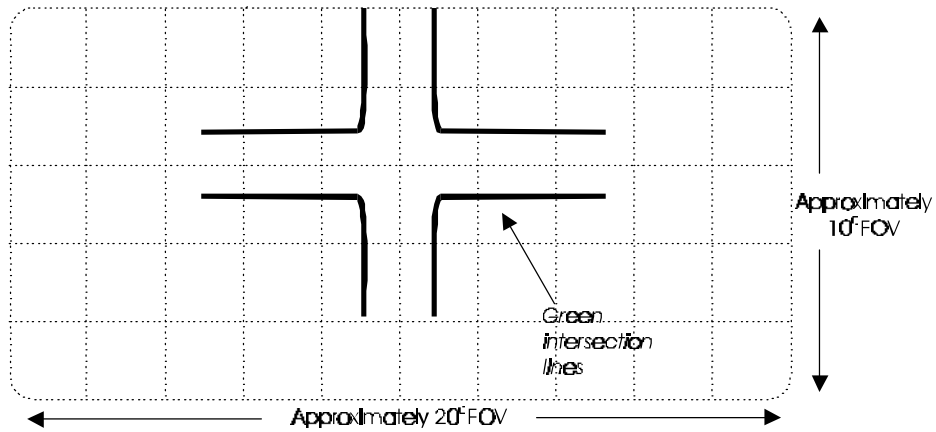 Approximately
10° FOV
Green
intersection
lines
Approximately 20° FOV